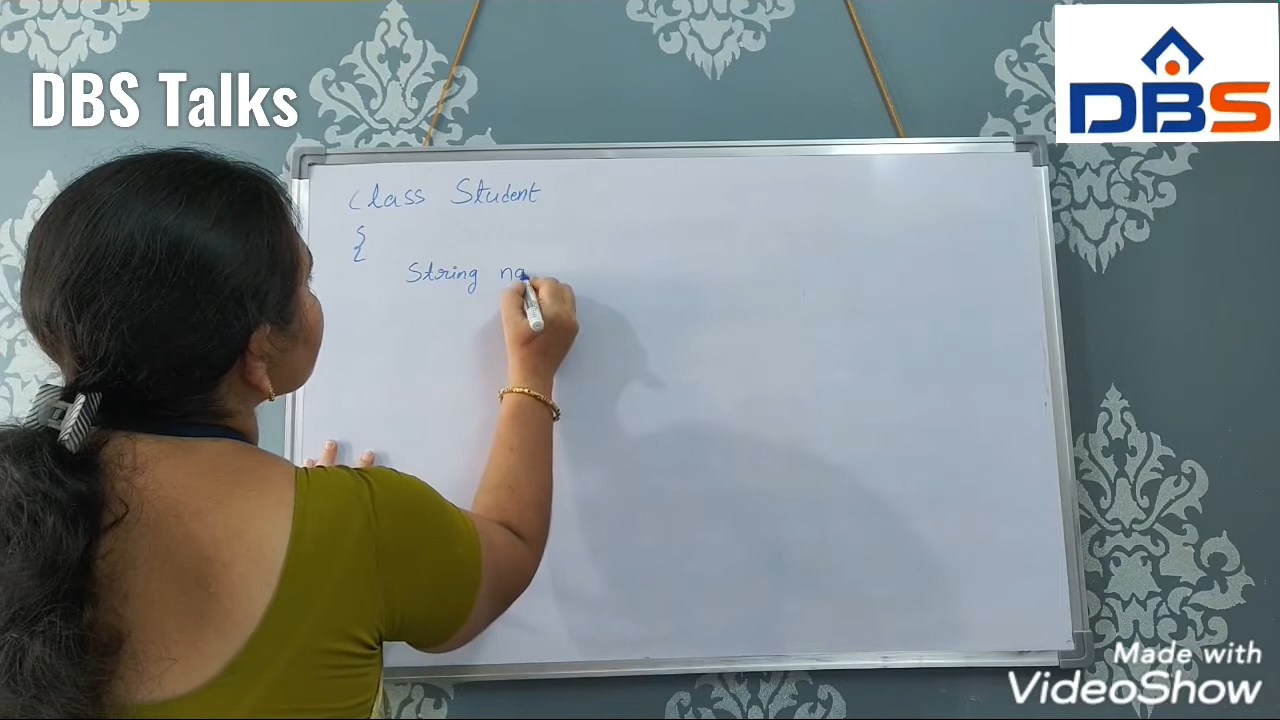 DBS Talks
DBS
Class Student
{
String na
Made with
VideoShow